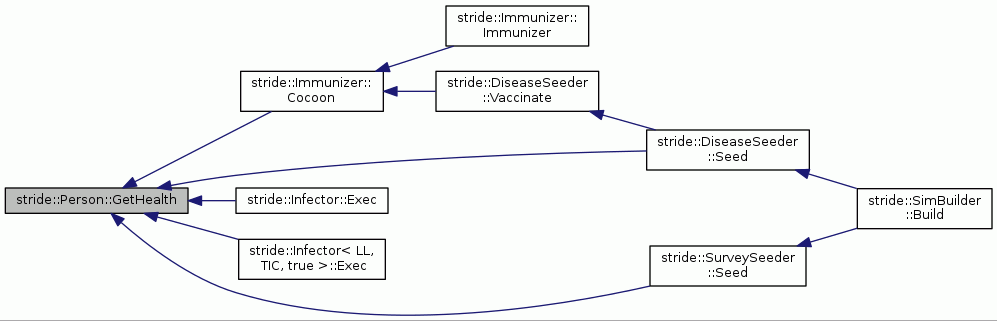 stride::Immunizer::
Immunizer
stride::Immunizer::
Cocoon
stride::DiseaseSeeder
::Vaccinate
stride::DiseaseSeeder
::Seed
stride::Person::GetHealth
stride::Infector::Exec
stride::SimBuilder
::Build
stride::Infector< LL,
TIC, true >::Exec
stride::SurveySeeder
::Seed